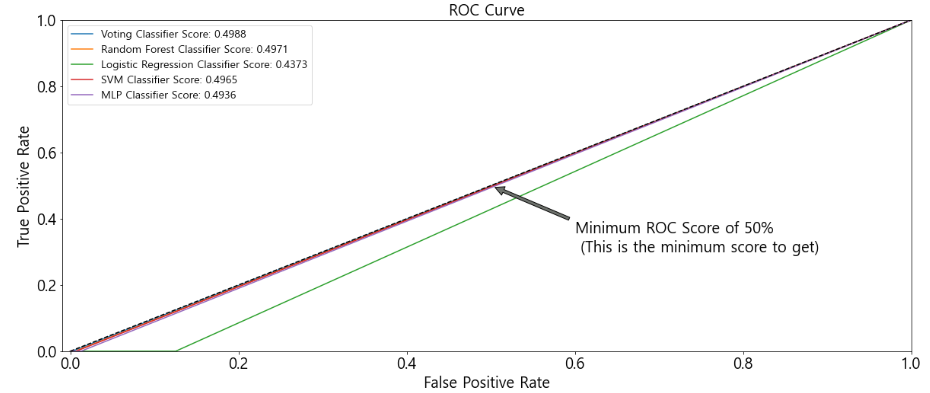 ROC Curve
Voting Classifier Score: 0.4988
Random Forest Classifier Score: 0.4971
Logistic Regression Classifier Score: 0.4373
SVM Classifier Score: 0.4965
MLP Classifier Score: 0.4936
True Positive Rate
1.0
0.8
0.6
0.4
0.2
0.0
Minimum ROC Score of 50%
(This is the minimum score to get)
0.0 0.2 0.4 0.6 0.8 1.0
False Positive Rate